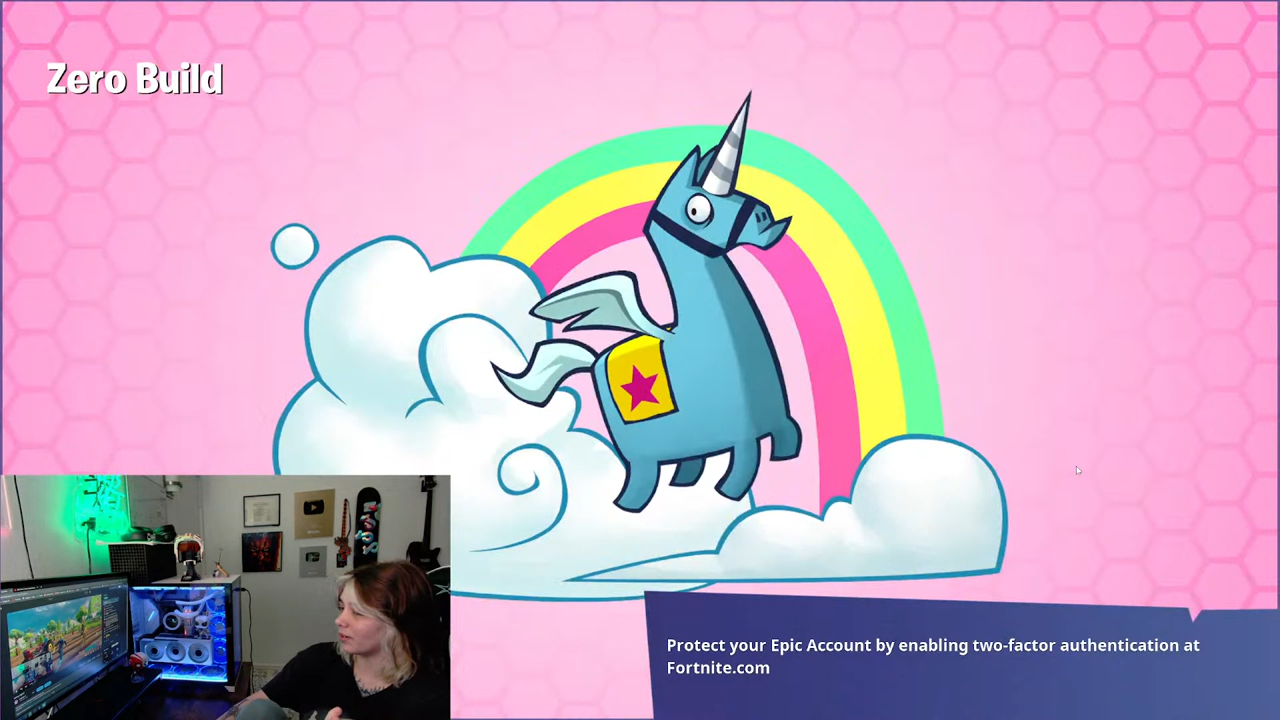 Zero Build
Protect your Epic Account by enabling two-factor authentication at
Fortnite.com